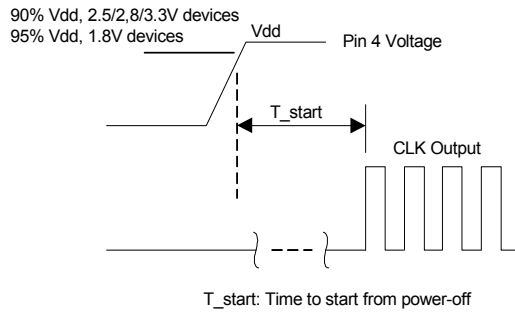 90% Vdd, 2.5/2,8/3.3V devices
95% Vdd, 1.8V devices
Vdd
Pin 4 Voltage
T_start
CLK Output
T_start: Time to start from power-off